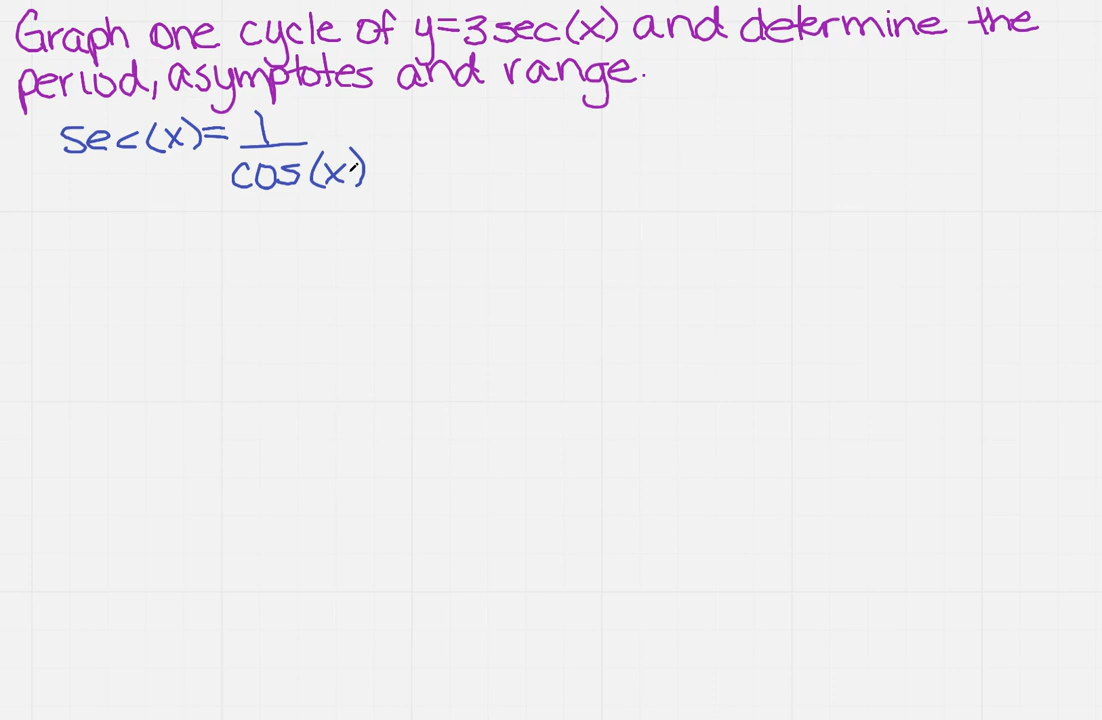 Graph one cycle of y=3sec(x) and determine the
period, asymptotes and range.
sec(x)=1/cos(x)